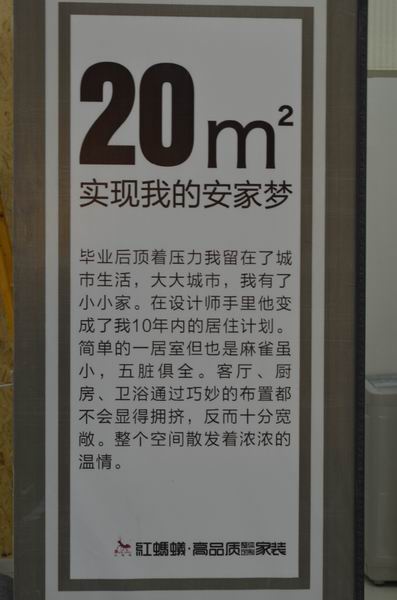 20m²
实现我的安家梦
毕业后顶着压力我留在了城
市生活，大大城市，我有了
小小家。在设计师手里他变
成了我10年内的居住计划。
简单的一居室但也是麻雀虽
小，五脏俱全。客厅、厨
房、卫浴通过巧妙的布置都
不会显得拥挤，反而十分宽
敞。整个空间散发着浓浓的
温情。
紅螞蟻·高品质家装